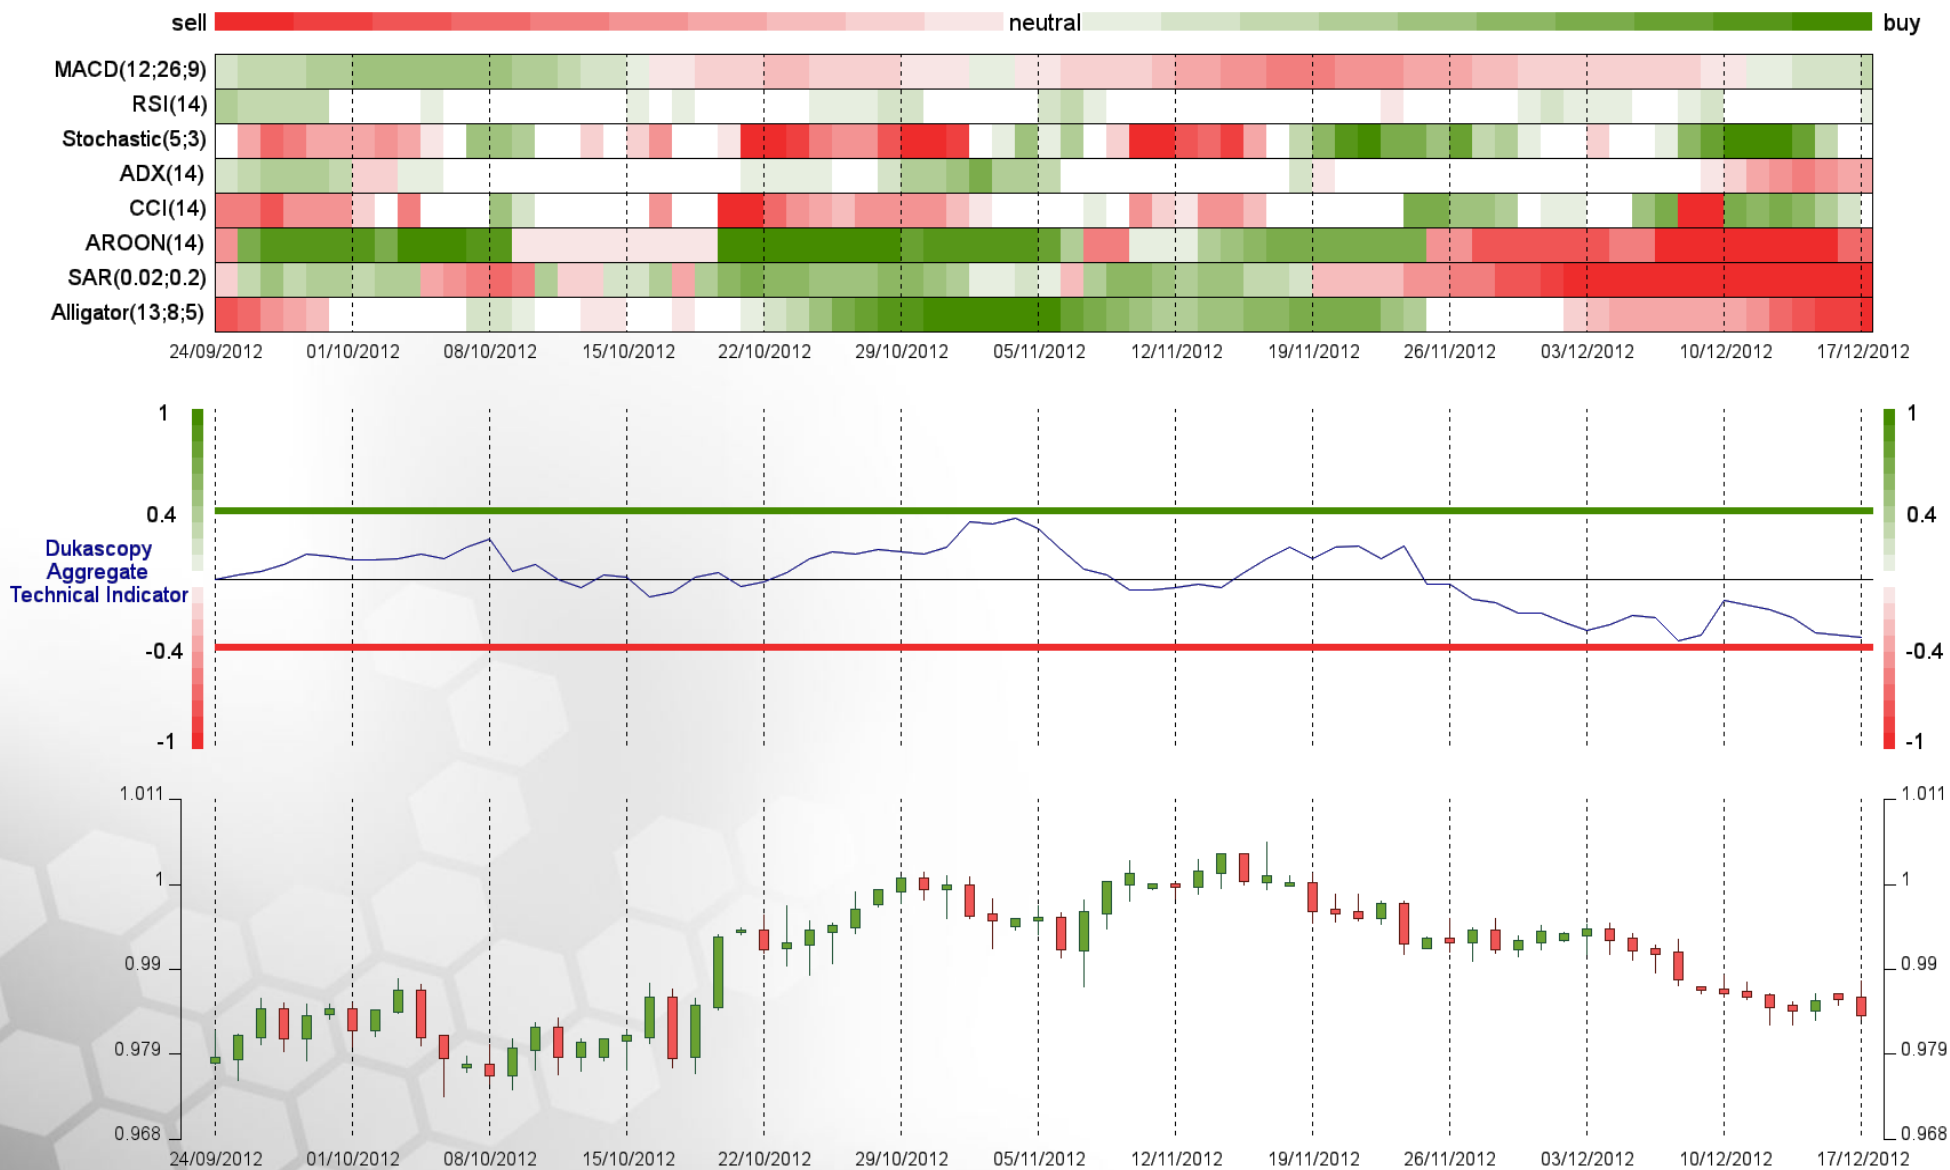 sell neutral buy
MACD(12;26;9)
RSI(14)
Stochastic(5;3)
ADX(14)
CCI(14)
AROON(14)
SAR(0.02;0.2)
Alligator(13;8;5)
24/09/2012 01/10/2012 08/10/2012 15/10/2012 22/10/2012 29/10/2012 05/11/2012 12/11/2012 19/11/2012 26/11/2012 03/12/2012 10/12/2012 17/12/2012
1 1
0.4 0.4
Dukascopy
Aggregate
Technical Indicator
-0.4 -0.4
-1 -1
1.011 1.011
1 1
0.99 0.99
0.979 0.979
0.968 0.968
24/09/2012 01/10/2012 08/10/2012 15/10/2012 22/10/2012 29/10/2012 05/11/2012 12/11/2012 19/11/2012 26/11/2012 03/12/2012 10/12/2012 17/12/2012